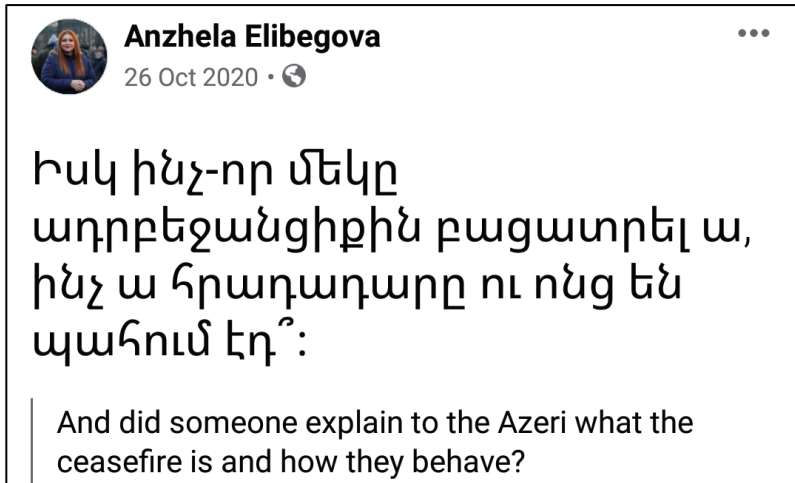 Anzhela Elibegova
26 Oct 2020 •
Իսկ ինչ-որ մեկը
ադրբեջանցիքին բացատրել ա,
ինչ ա հրադադարը ու ոնց են
պահում էդ՞:
And did someone explain to the Azeri what the
ceasefire is and how they behave?